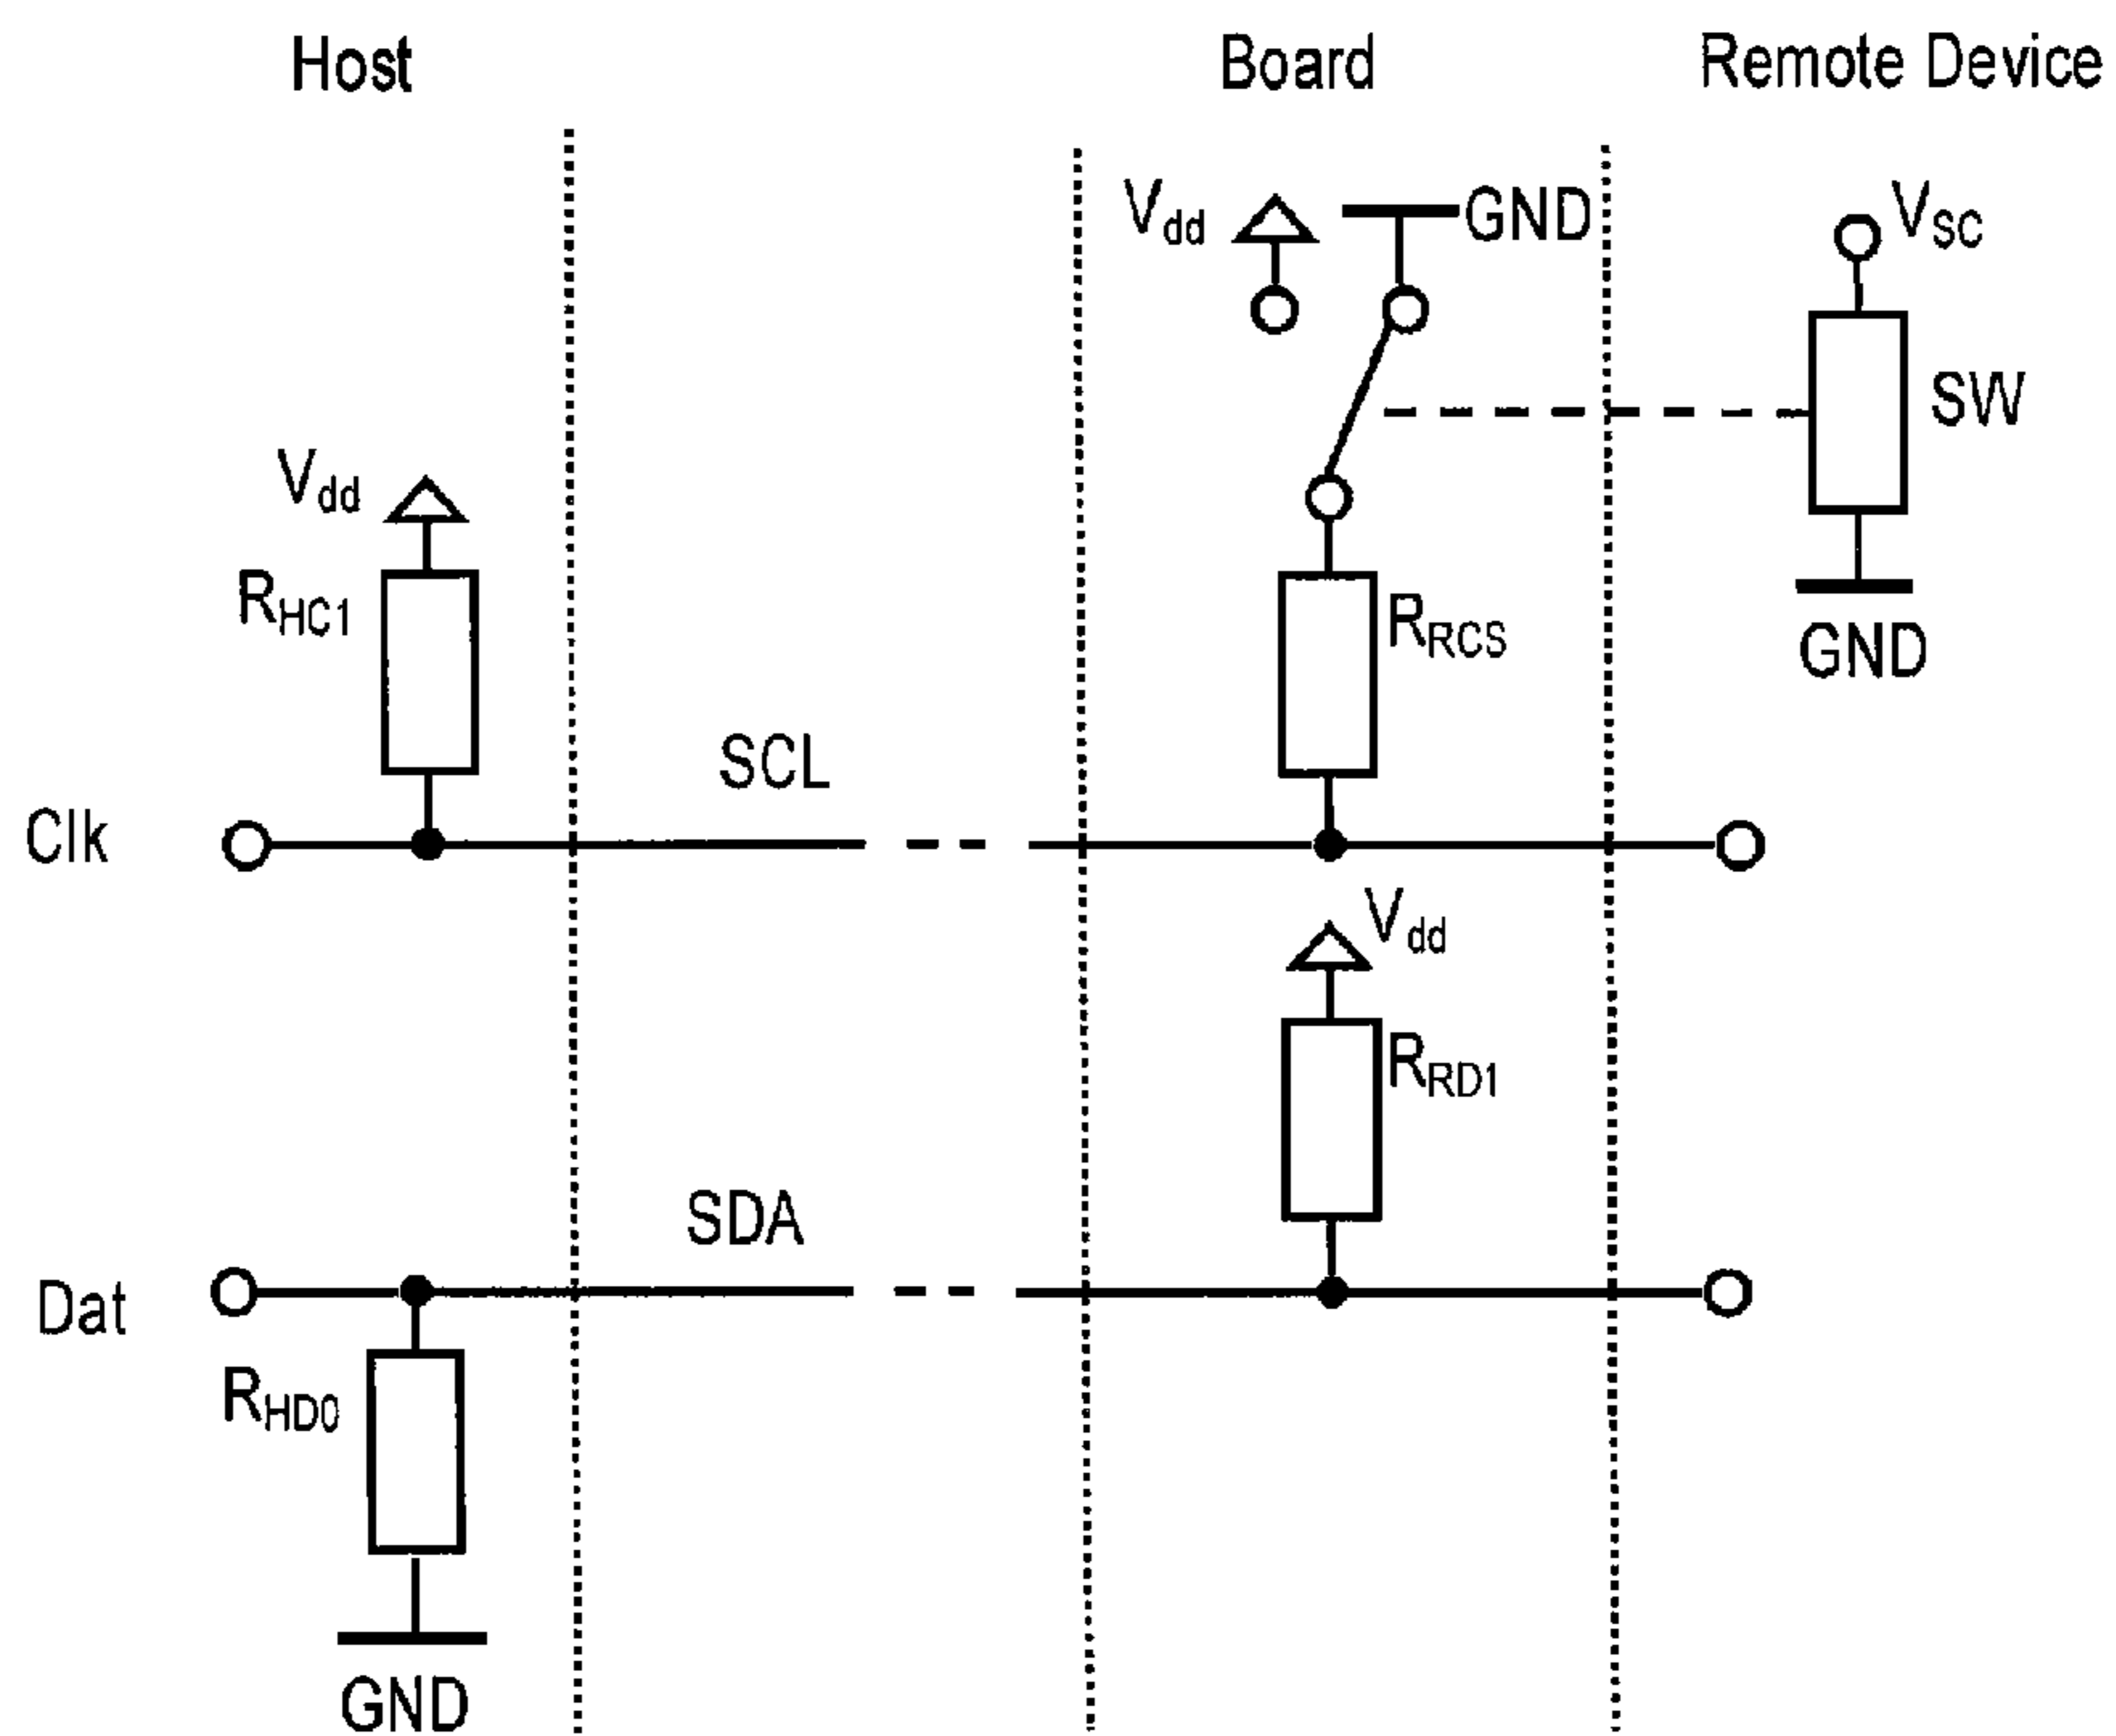 Host
Board
Remote Device
Vdd
GND
Vsc
SW
Vdd
RHC1
RRCS
GND
SCL
Clk
Vdd
RRD1
SDA
Dat
RHD0
GND